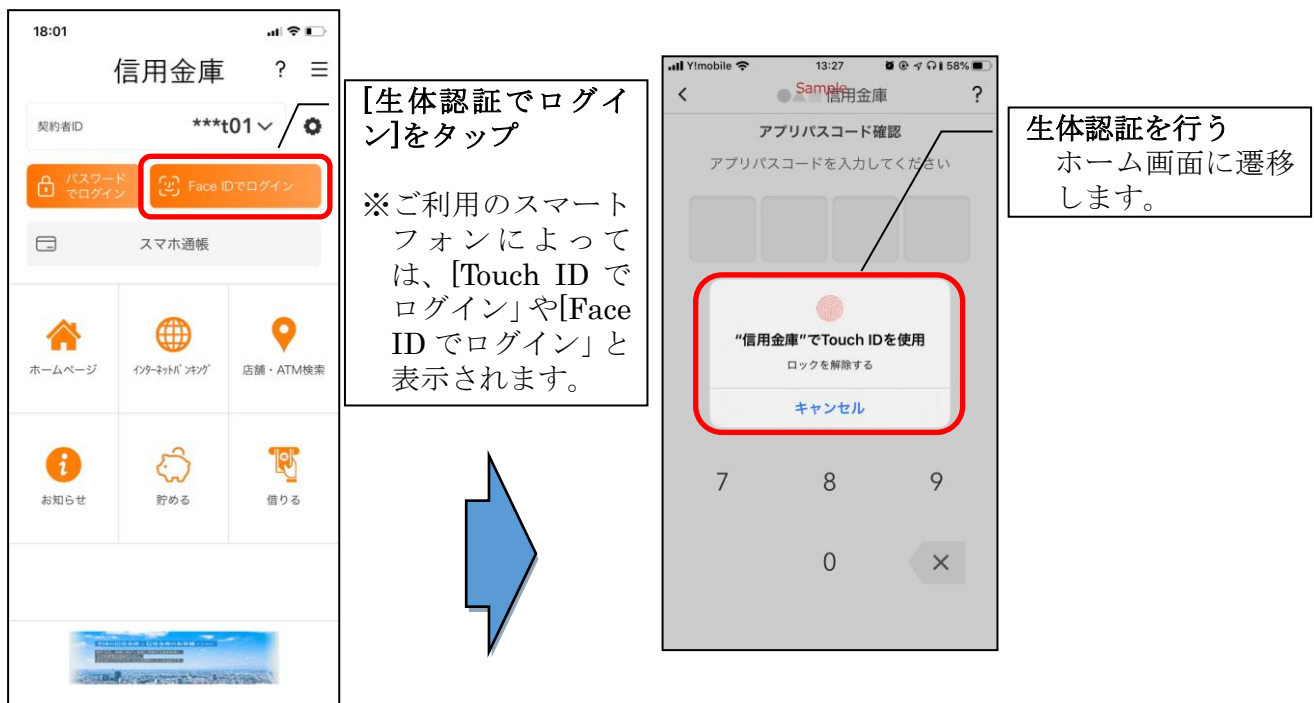 18:01
信用金庫 ?
契約者ID ***t01
パスワード
でログイン
Face IDでログイン
スマホ通帳
ホームページ
インターネットバンキング
店舗・ATM検索
お知らせ
貯める
借りる
[生体認証でログイ
ン]をタップ
※ご利用のスマート
フォンによって
は、[Touch ID で
ログイン」や[Face
ID でログイン」と
表示されます。
Y!mobile 13:27 58%
Sample
信用金庫 ?
アプリパスコード確認
アプリパスコードを入力してください
"信用金庫"でTouch IDを使用
ロックを解除する
キャンセル
7 8 9
0
生体認証を行う
ホーム画面に遷移
します。